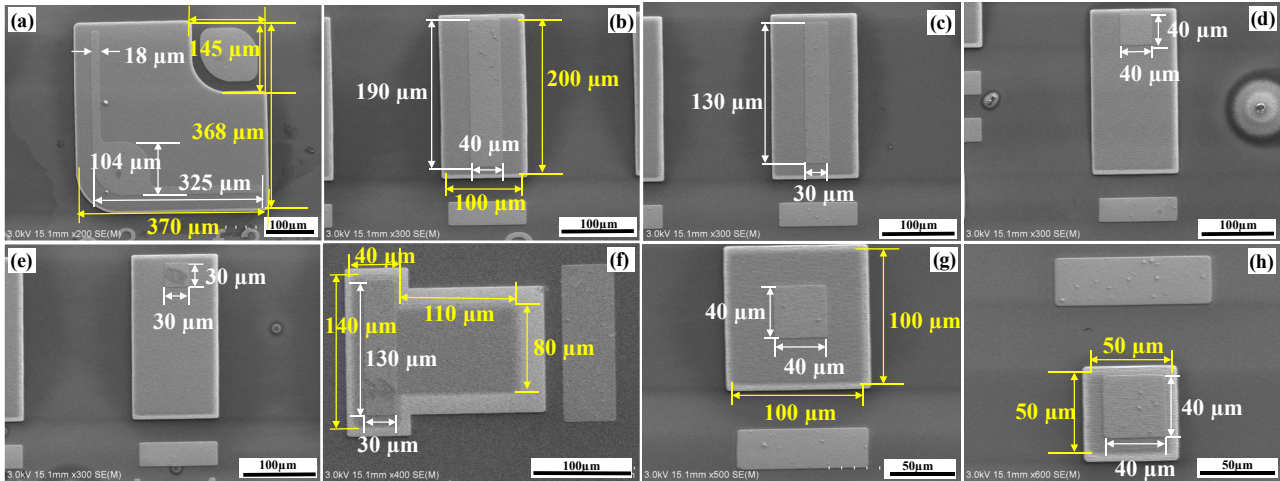 (a)
145 µm
18 µm
368 µm
104 µm
325 µm
370 µm
100µm
3.0kV 15.1mm x200 SE(M)
(b)
190 µm
200 µm
40 µm
100 µm
100µm
3.0kV 15.1mm x300 SE(M)
(c)
130 µm
30 µm
100µm
3.0kV 15.1mm x300 SE(M)
(d)
40 µm
40 µm
100µm
3.0kV 15.1mm x300 SE(M)
(e)
30 µm
30 µm
100µm
3.0kV 15.1mm x300 SE(M)
(f)
40 µm
110 µm
140 µm
130 µm
80 µm
30 µm
100µm
3.0kV 15.1mm x400 SE(M)
(g)
40 µm
100 µm
40 µm
100 µm
50µm
3.0kV 15.1mm x500 SE(M)
(h)
50 µm
50 µm
40 µm
40 µm
50µm
3.0kV 15.1mm x600 SE(M)